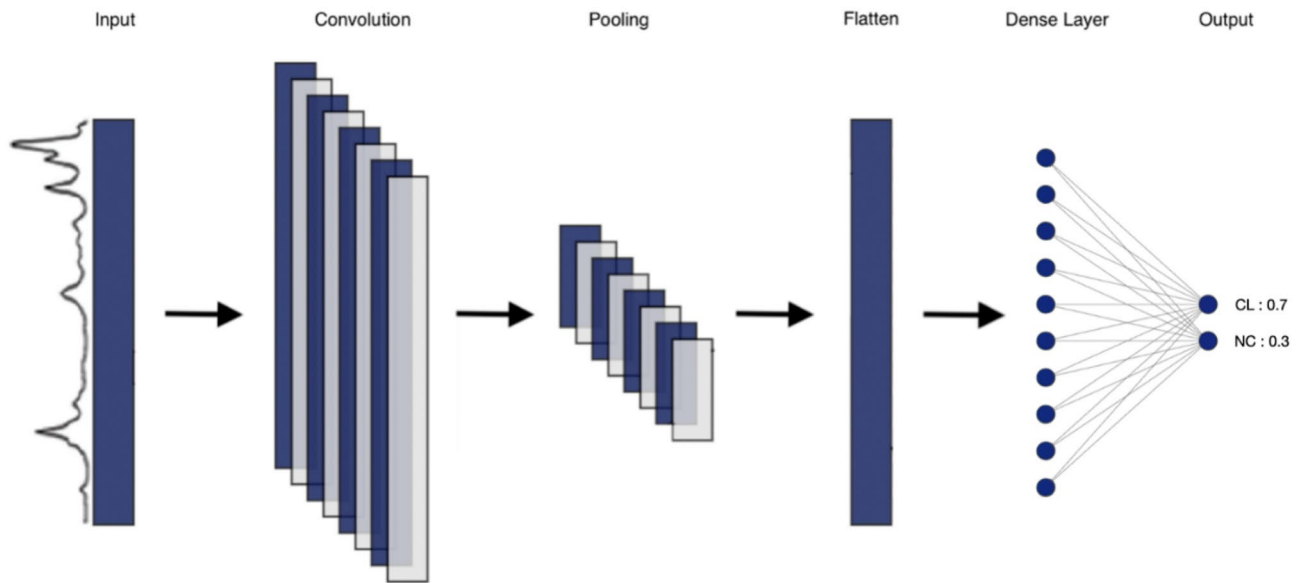 Input
Convolution
Pooling
Flatten
Dense Layer
Output
CL : 0.7
NC : 0.3